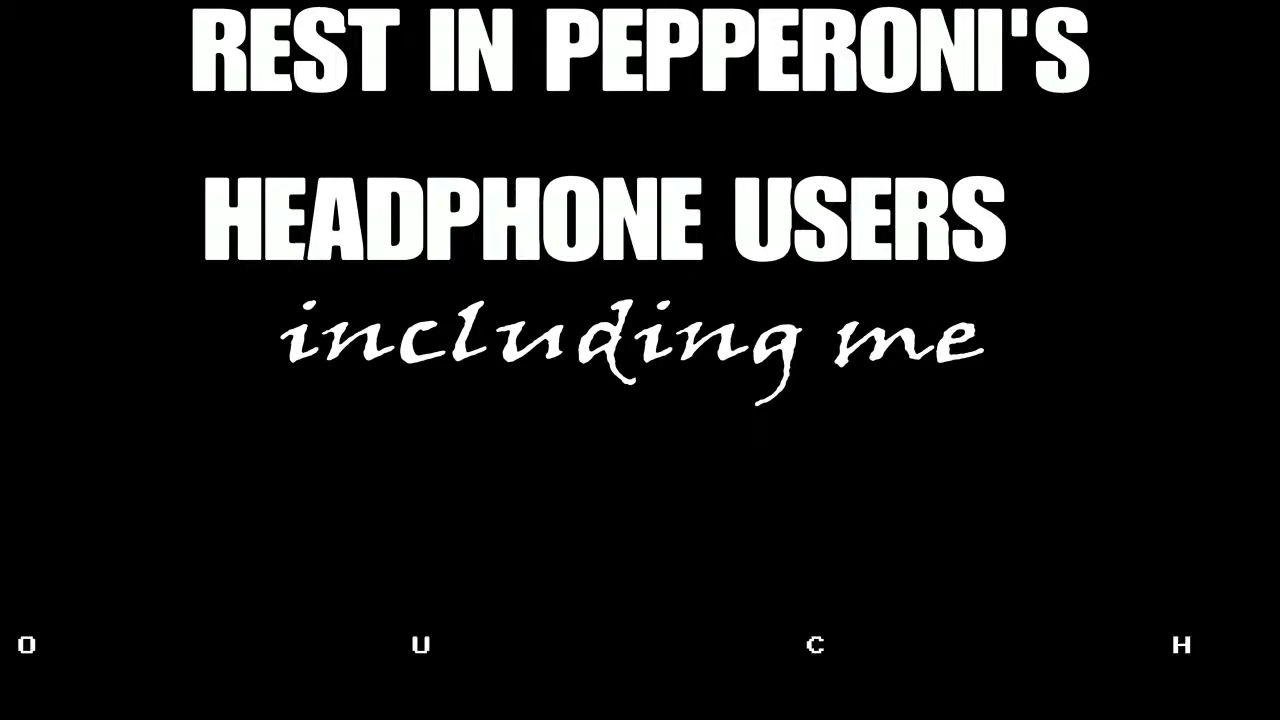 REST IN PEPPERONI'S
HEADPHONE USERS
including me
O U C H